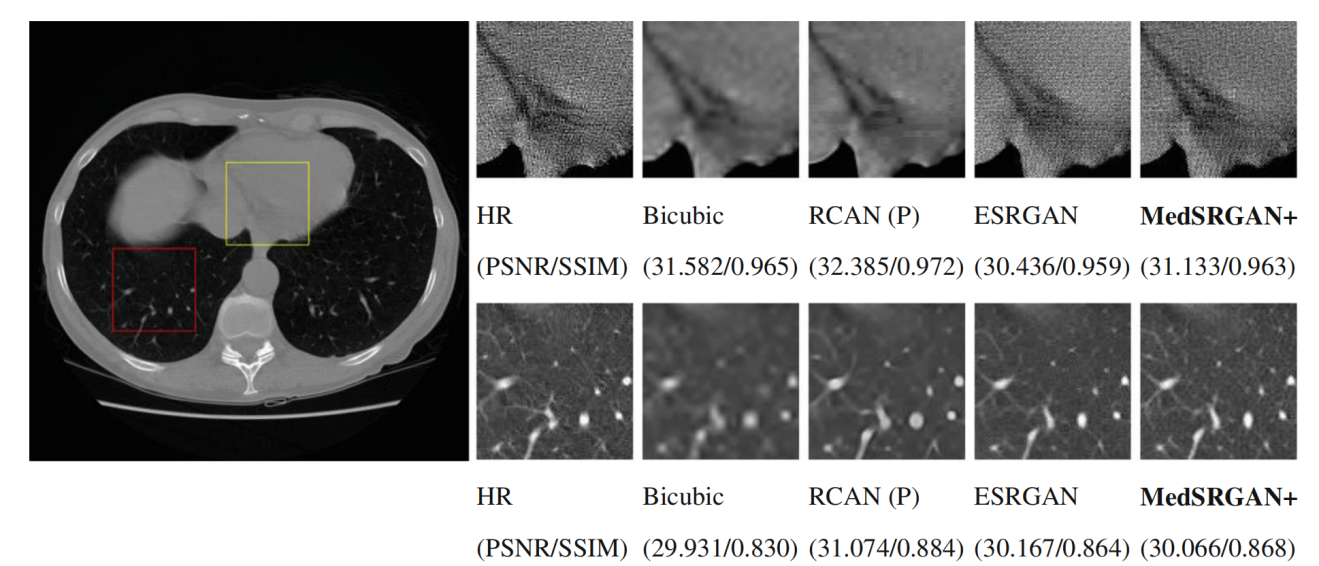 HR Bicubic RCAN (P) ESRGAN MedSRGAN+
(PSNR/SSIM) (31.582/0.965) (32.385/0.972) (30.436/0.959) (31.133/0.963)
HR Bicubic RCAN (P) ESRGAN MedSRGAN+
(PSNR/SSIM) (29.931/0.830) (31.074/0.884) (30.167/0.864) (30.066/0.868)